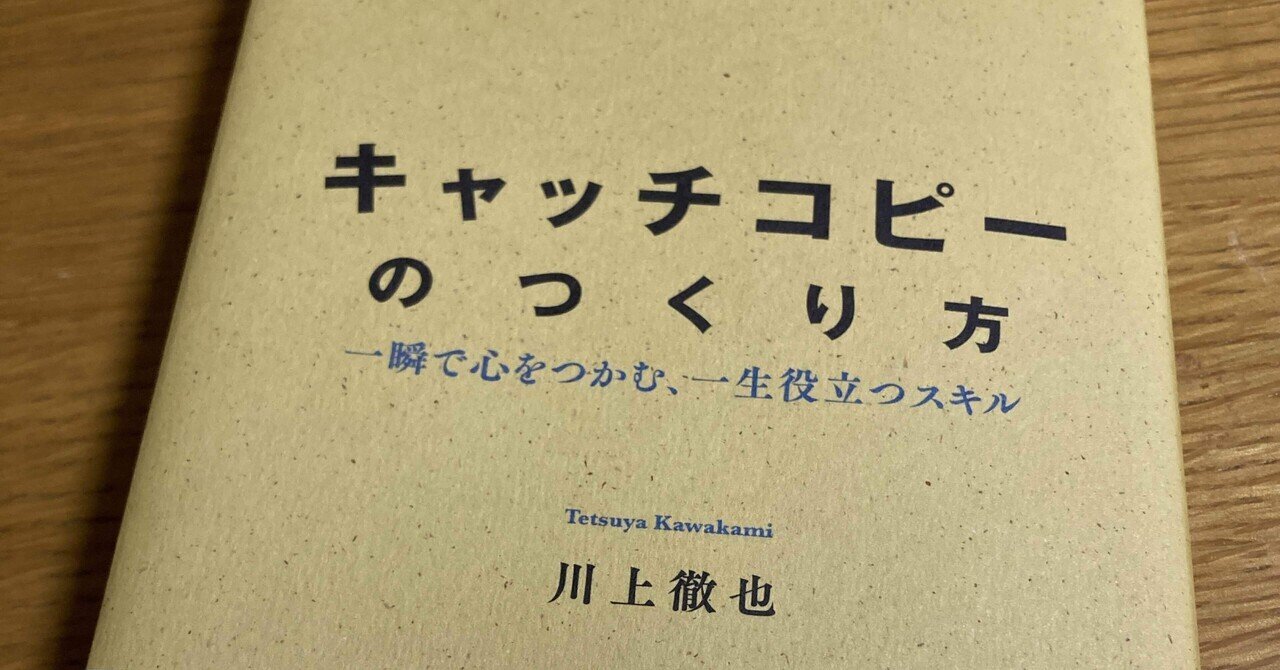 キャッチコピー
のつくり方
一瞬で心をつかむ、一生役立つスキル
Tetsuya Kawakami
川上徹也